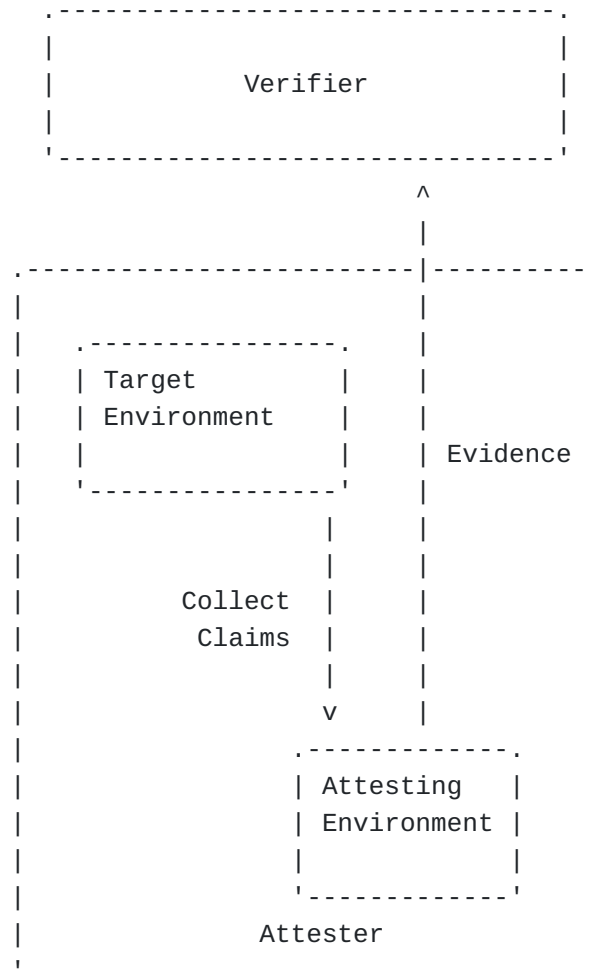 Verifier
Target
Environment
Evidence
Collect
Claims
Attesting
Environment
Attester